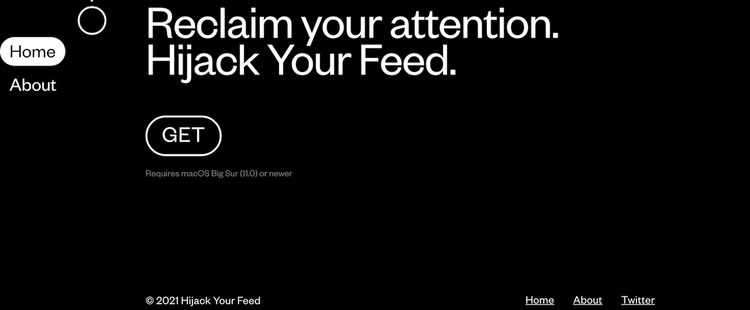 Reclaim your attention.
Hijack Your Feed.
Home
About
GET
Requires macOS Big Sur (11.0) or newer
© 2021 Hijack Your Feed
Home About Twitter